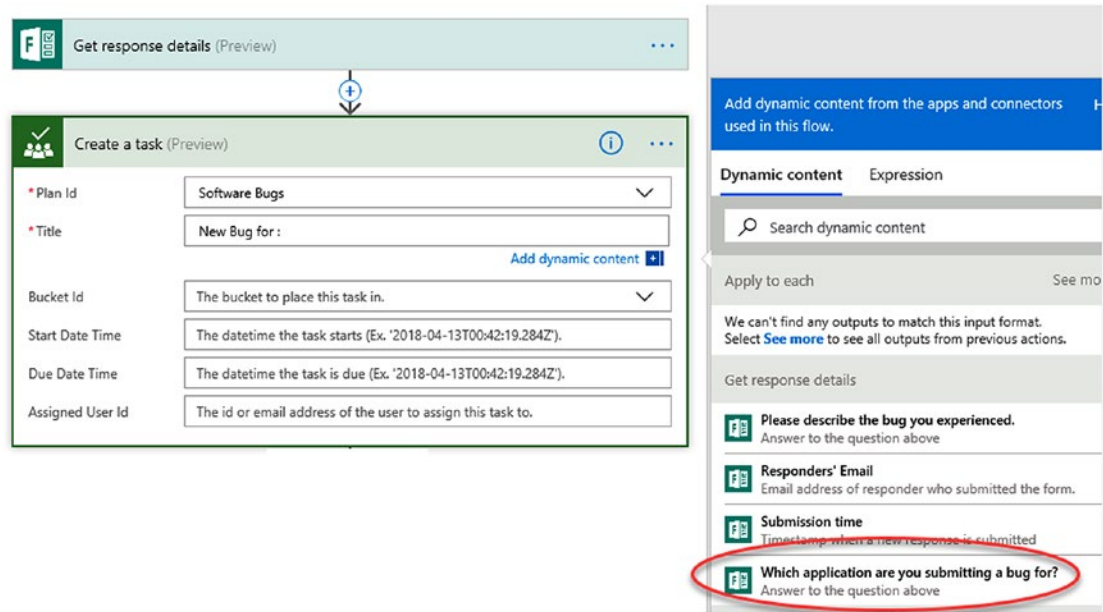 Get response details (Preview)
Create a task (Preview)
*Plan Id
Software Bugs
*Title
New Bug for :
Add dynamic content
Bucket Id
The bucket to place this task in.
Start Date Time
The datetime the task starts (Ex. '2018-04-13T00:42:19.284Z').
Due Date Time
The datetime the task is due (Ex. '2018-04-13T00:42:19.284Z').
Assigned User Id
The id or email address of the user to assign this task to.
Add dynamic content from the apps and connectors
used in this flow.
Dynamic content Expression
Search dynamic content
Apply to each See mo
We can't find any outputs to match this input format.
Select See more to see all outputs from previous actions.
Get response details
Please describe the bug you experienced.
Answer to the question above
Responders' Email
Email address of responder who submitted the form.
Submission time
Timestamp when a new response is submitted
Which application are you submitting a bug for?
Answer to the question above